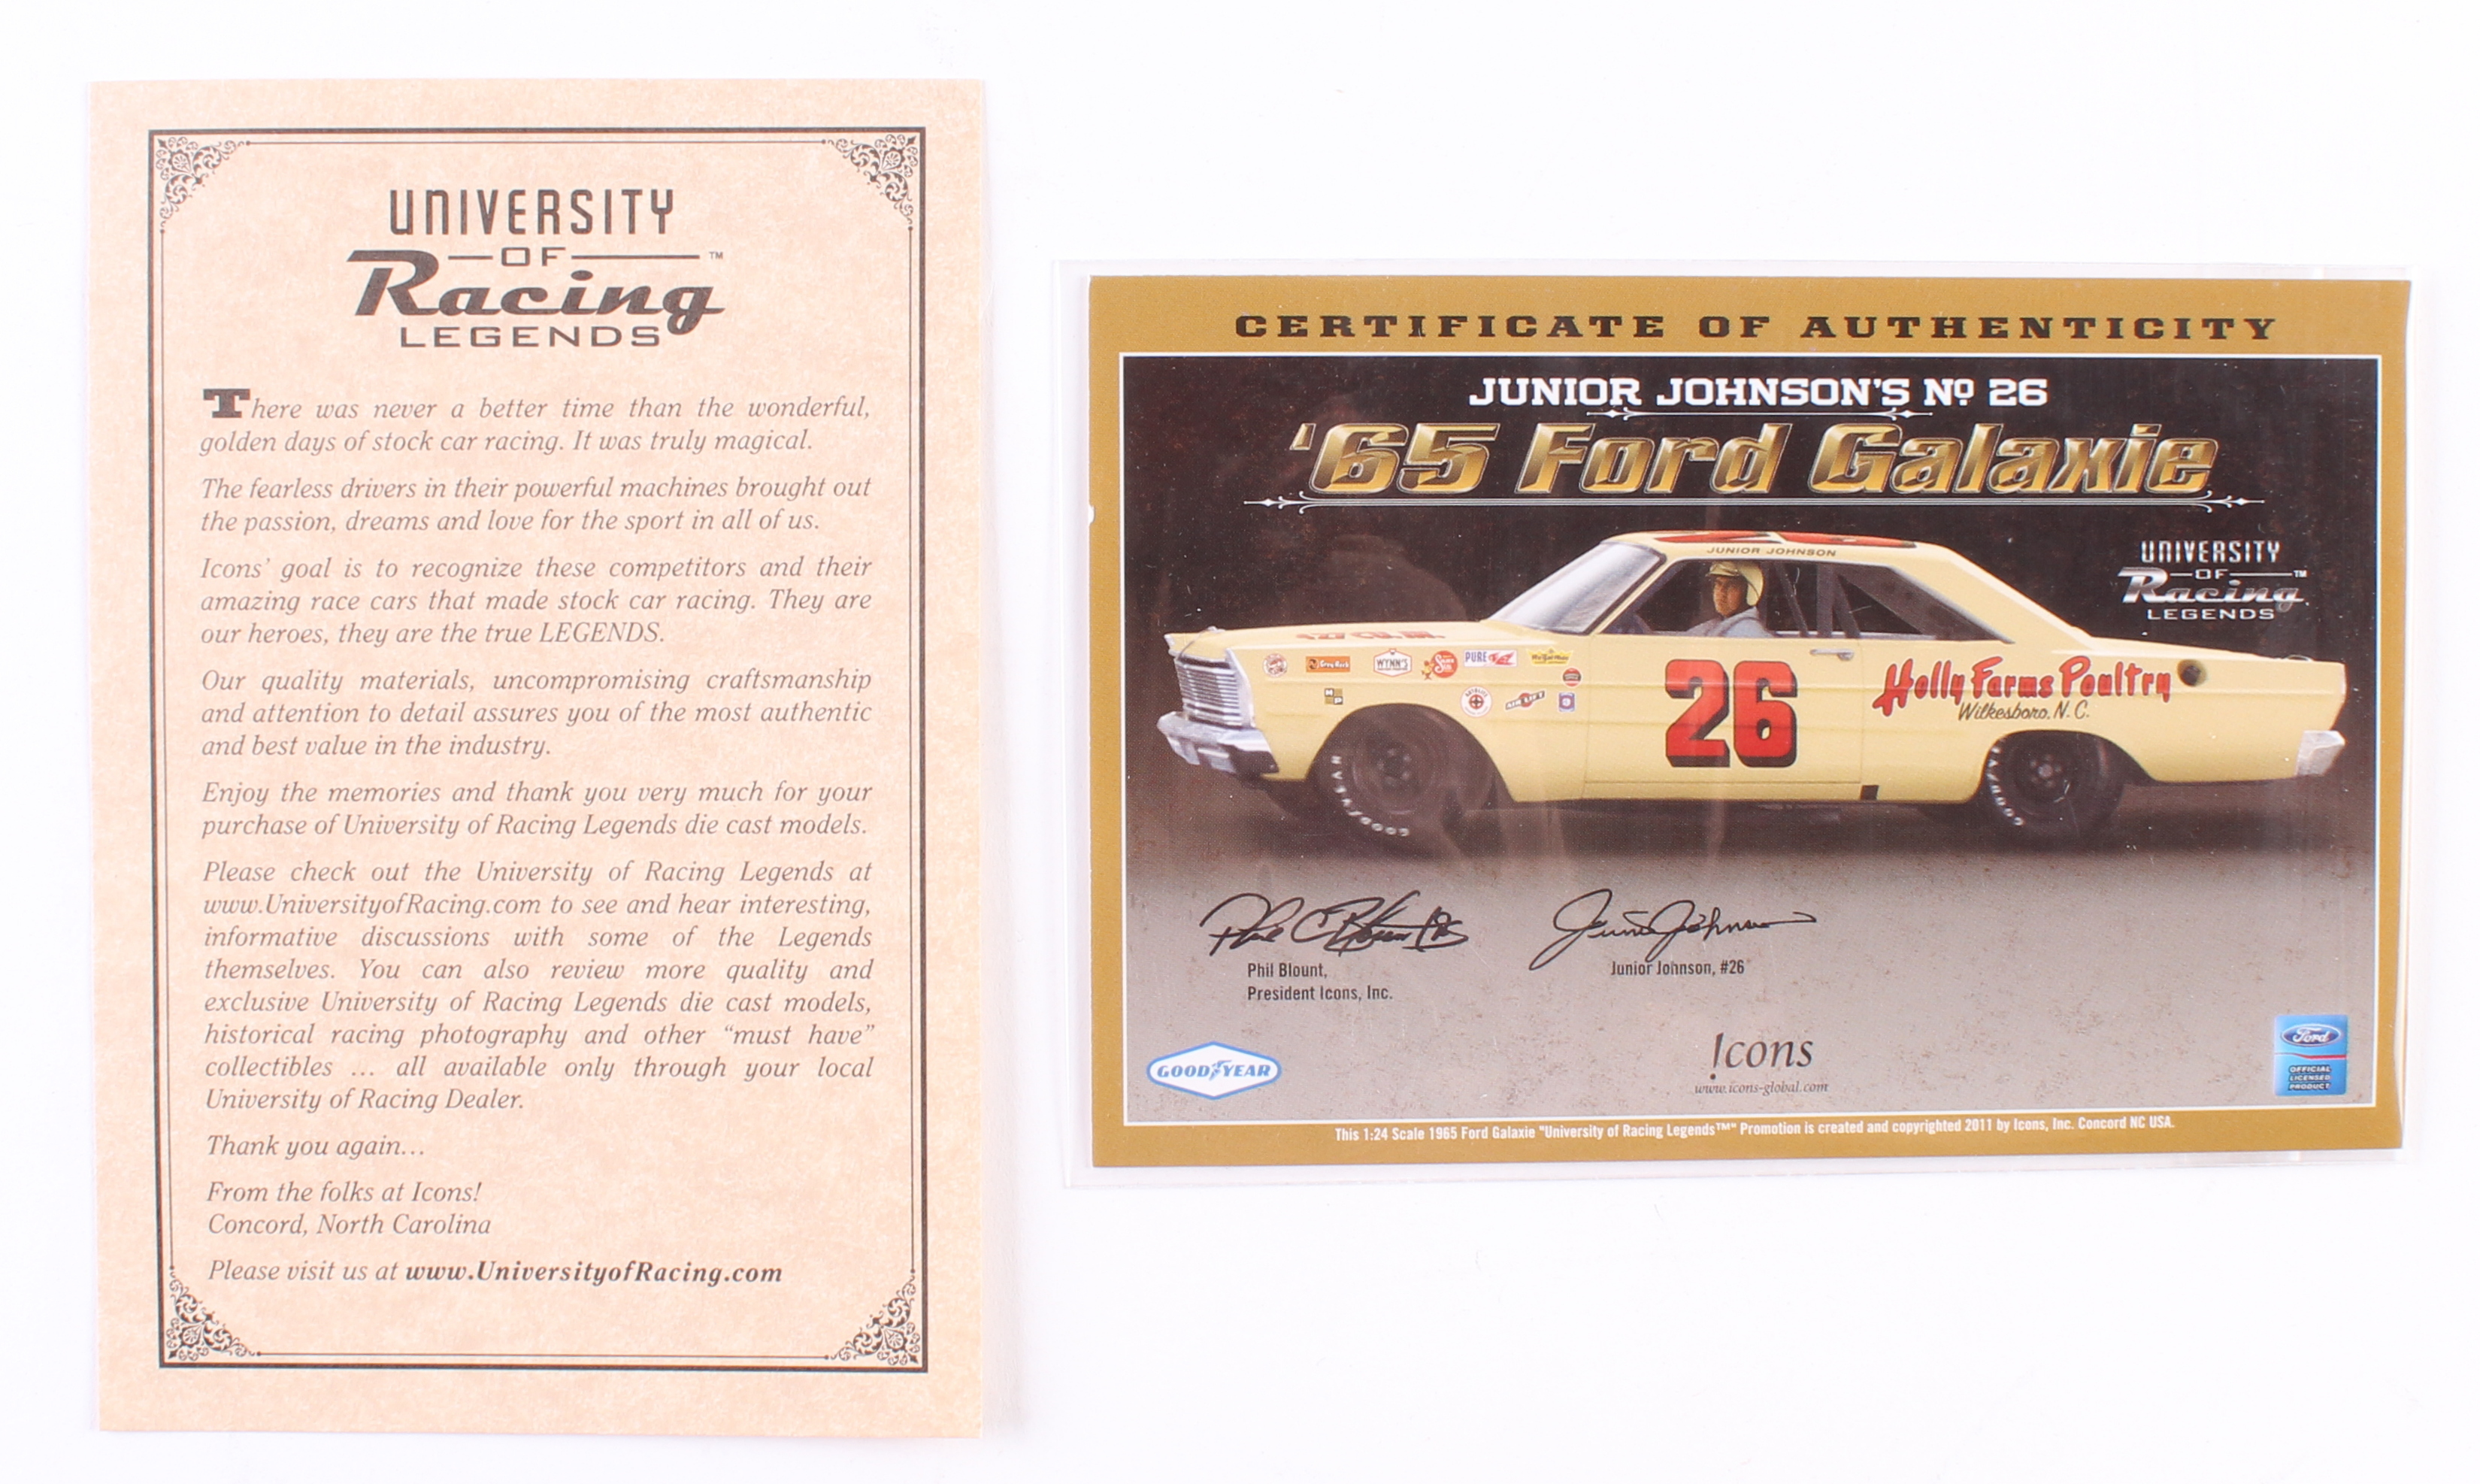 UNIVERSITY
OF
Racing™
LEGENDS
There was never a better time than the wonderful,
golden days of stock car racing. It was truly magical.
The fearless drivers in their powerful machines brought out
the passion, dreams and love for the sport in all of us.
Icons' goal is to recognize these competitors and their
amazing race cars that made stock car racing. They are
our heroes, they are the true LEGENDS.
Our quality materials, uncompromising craftsmanship
and attention to detail assures you of the most authentic
and best value in the industry.
Enjoy the memories and thank you very much for your
purchase of University of Racing Legends die cast models.
Please check out the University of Racing Legends at
www.UniversityofRacing.com to see and hear interesting,
informative discussions with some of the Legends
themselves. You can also review more quality and
exclusive University of Racing Legends die cast models,
historical racing photography and other “must have”
collectibles ... all available only through your local
University of Racing Dealer.
Thank you again...
From the folks at Icons!
Concord, North Carolina
Please visit us at www.UniversityofRacing.com
CERTIFICATE OF AUTHENTICITY
JUNIOR JOHNSON'S Nº 26
'65 Ford Galaxie
UNIVERSITY
OF
Racing™
LEGENDS
JUNIOR JOHNSON
WYNN'S
PURE
26
Holly Farms Poultry
Wilkesboro, N.C.
GOODYEAR
Junior Johnson
Phil Blount,
President Icons, Inc.
Junior Johnson, #26
GOODYEAR
Icons
www.icons-global.com
Ford
OFFICIAL
LICENSED
PRODUCT
This 1:24 Scale 1965 Ford Galaxie "University of Racing Legends™" Promotion is created and copyrighted 2011 by Icons, Inc. Concord NC USA.